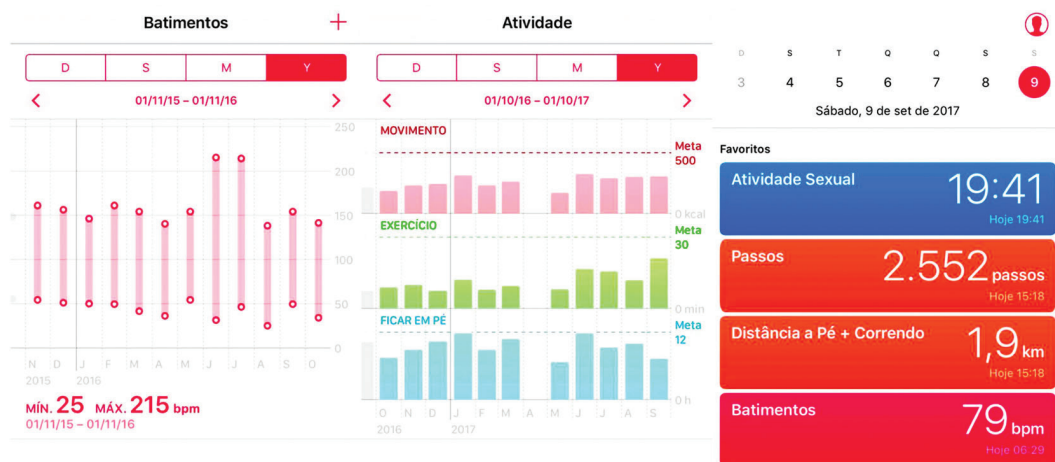 Batimentos +
D S M Y
< 01/11/15 – 01/11/16 >
250
200
150
100
50
0
N D J F M A M J J A S O
2015 2016
MÍN. 25 MÁX. 215 bpm
01/11/15 – 01/11/16
Atividade
D S M Y
< 01/10/16 – 01/10/17 >
MOVIMENTO
Meta
500
0 kcal
EXERCÍCIO
Meta
30
0 min
FICAR EM PÉ
Meta
12
0 h
O N D J F M A M J J A S
2016 2017
D S T Q Q S S
3 4 5 6 7 8 9
Sábado, 9 de set de 2017
Favoritos
Atividade Sexual 19:41
Hoje 19:41
Passos 2.552 passos
Hoje 15:18
Distância a Pé + Correndo 1,9 km
Hoje 15:18
Batimentos 79 bpm
Hoje 06:29